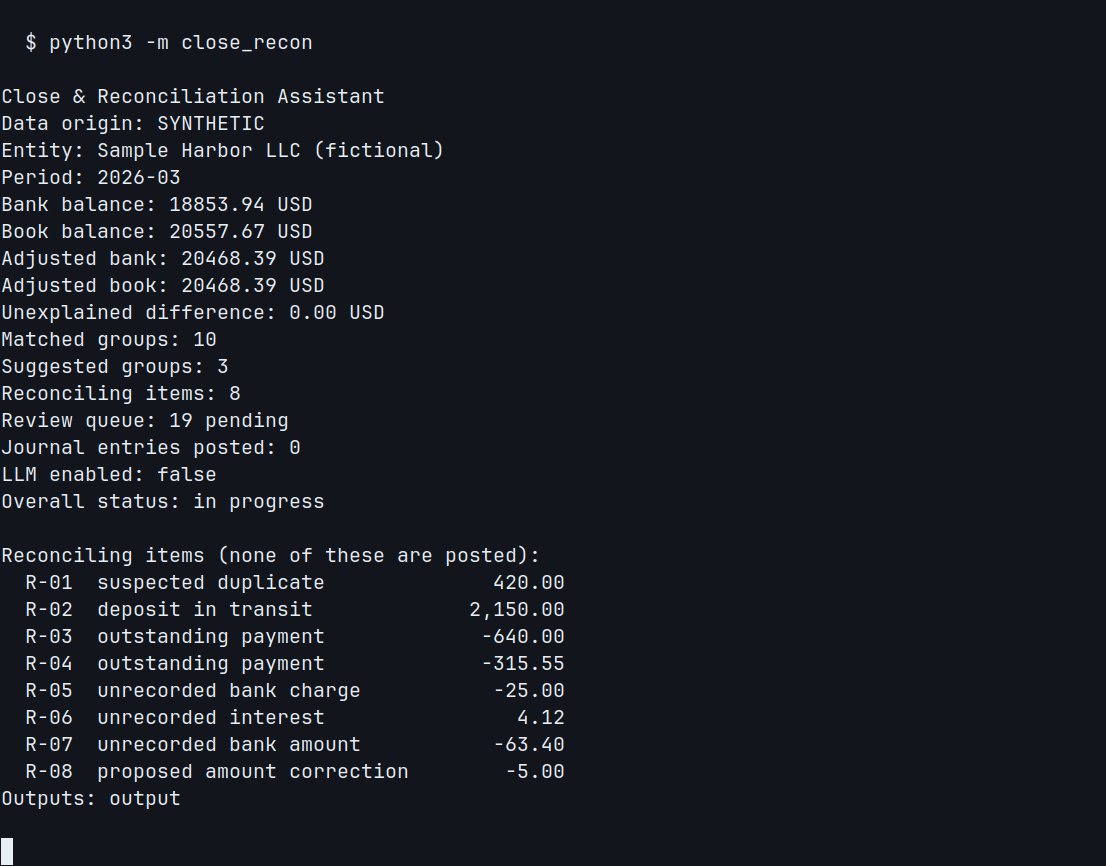 $ python3 -m close_recon
Close & Reconciliation Assistant
Data origin: SYNTHETIC
Entity: Sample Harbor LLC (fictional)
Period: 2026-03
Bank balance: 18853.94 USD
Book balance: 20557.67 USD
Adjusted bank: 20468.39 USD
Adjusted book: 20468.39 USD
Unexplained difference: 0.00 USD
Matched groups: 10
Suggested groups: 3
Reconciling items: 8
Review queue: 19 pending
Journal entries posted: 0
LLM enabled: false
Overall status: in progress
Reconciling items (none of these are posted):
R-01 suspected duplicate 420.00
R-02 deposit in transit 2,150.00
R-03 outstanding payment -640.00
R-04 outstanding payment -315.55
R-05 unrecorded bank charge -25.00
R-06 unrecorded interest 4.12
R-07 unrecorded bank amount -63.40
R-08 proposed amount correction -5.00
Outputs: output